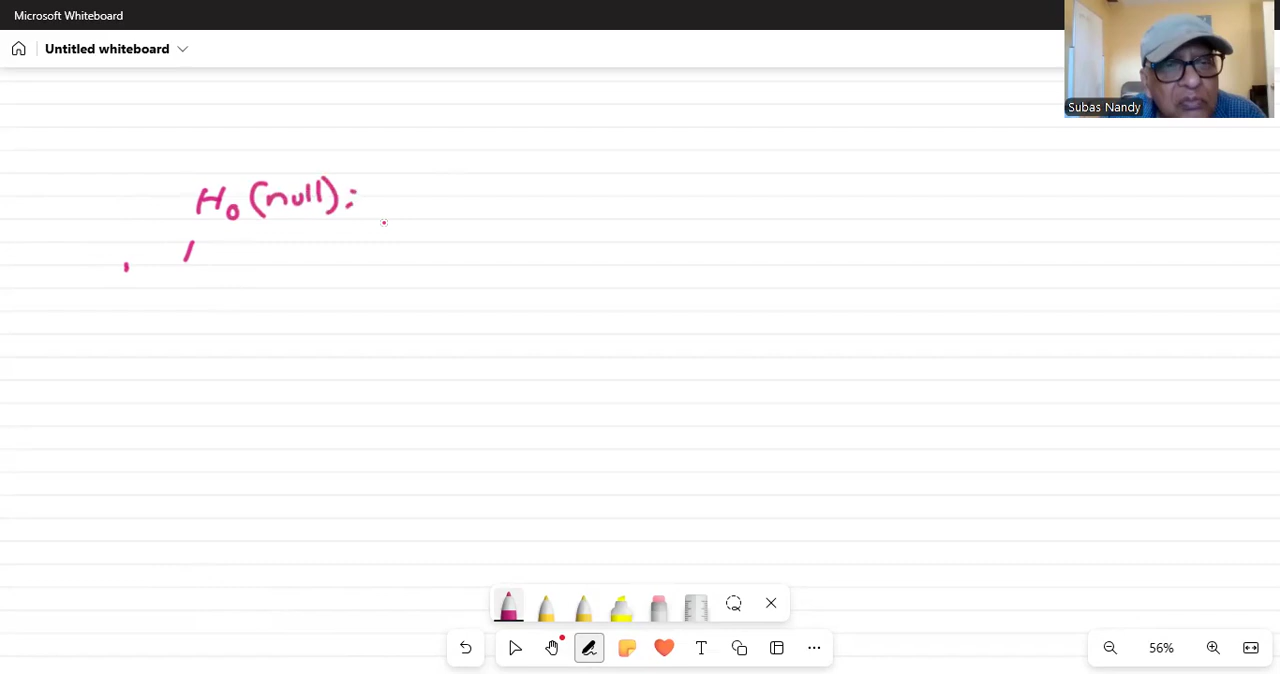 Microsoft Whiteboard
Untitled whiteboard
Subas Nandy
H₀ (null):
56%